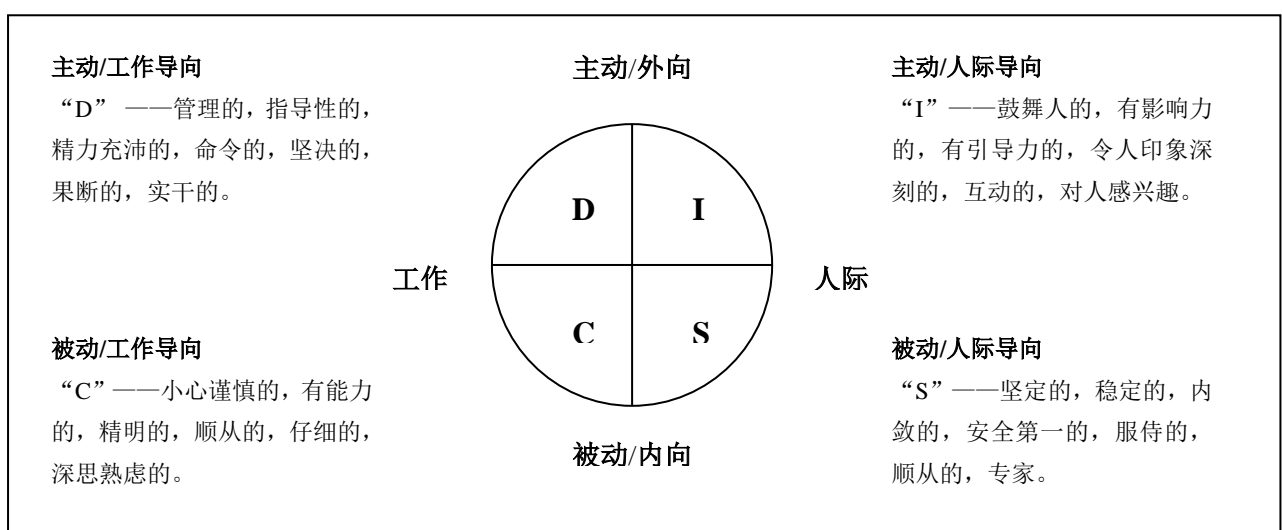 主动/工作导向
“D” ——管理的，指导性的，
精力充沛的，命令的，坚决的，
果断的，实干的。
主动/外向
主动/人际导向
“I”——鼓舞人的，有影响力
的，有引导力的，令人印象深
刻的，互动的，对人感兴趣。
D
I
工作
人际
C
S
被动/工作导向
“C”——小心谨慎的，有能力
的，精明的，顺从的，仔细的，
深思熟虑的。
被动/内向
被动/人际导向
“S”——坚定的，稳定的，内
敛的，安全第一的，服侍的，
顺从的，专家。